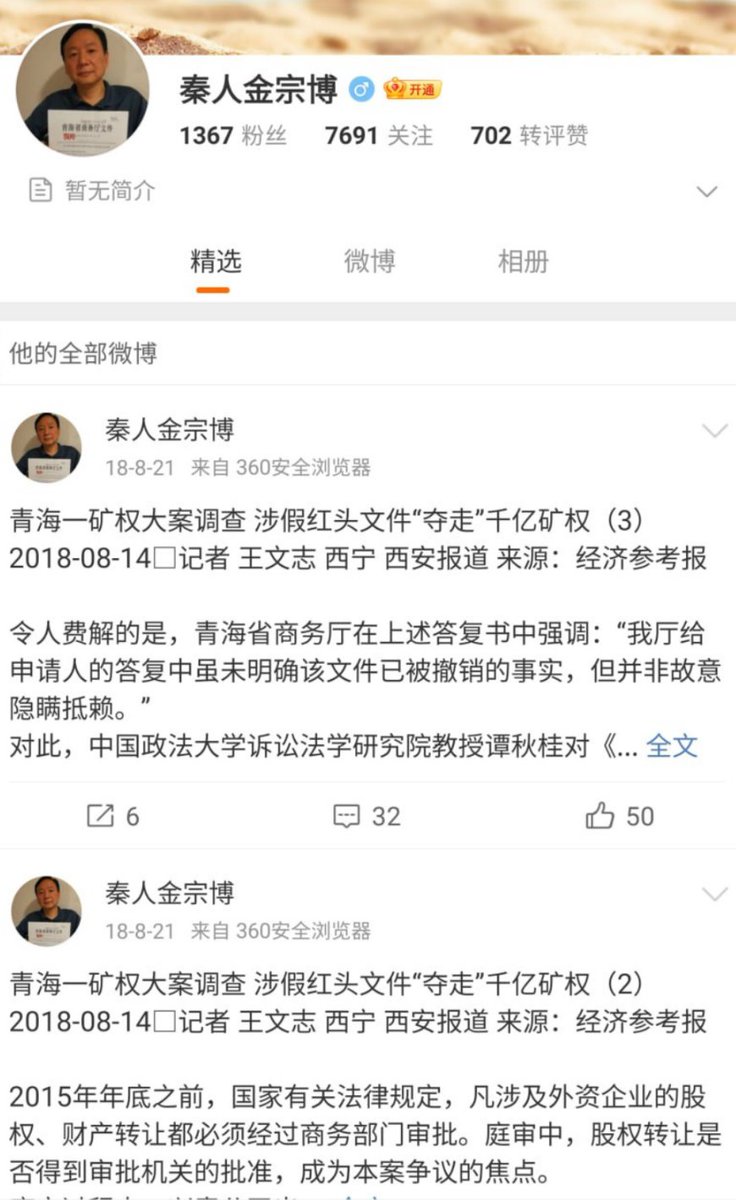 青海省商务厅文件
秦人金宗博 开通
1367 粉丝 7691 关注 702 转评赞
暂无简介
精选 微博 相册
他的全部微博
秦人金宗博
18-8-21 来自 360安全浏览器
青海一矿权大案调查 涉假红头文件“夺走”千亿矿权（3）
2018-08-14□记者 王文志 西宁 西安报道 来源：经济参考报
令人费解的是，青海省商务厅在上述答复书中强调：“我厅给
申请人的答复中虽未明确该文件已被撤销的事实，但并非故意
隐瞒抵赖。”
对此，中国政法大学诉讼法学研究院教授谭秋桂对《... 全文
6 32 50
秦人金宗博
18-8-21 来自 360安全浏览器
青海一矿权大案调查 涉假红头文件“夺走”千亿矿权（2）
2018-08-14□记者 王文志 西宁 西安报道 来源：经济参考报
2015年年底之前，国家有关法律规定，凡涉及外资企业的股
权、财产转让都必须经过商务部门审批。庭审中，股权转让是
否得到审批机关的批准，成为本案争议的焦点。